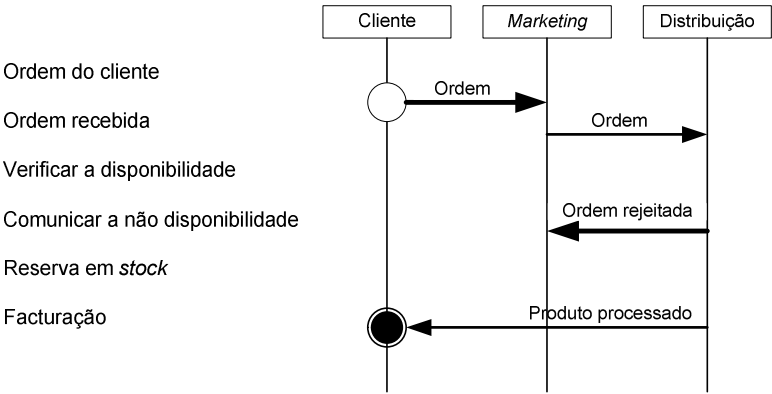 Cliente
Marketing
Distribuição
Ordem do cliente
Ordem
Ordem recebida
Ordem
Verificar a disponibilidade
Comunicar a não disponibilidade
Ordem rejeitada
Reserva em stock
Facturação
Produto processado